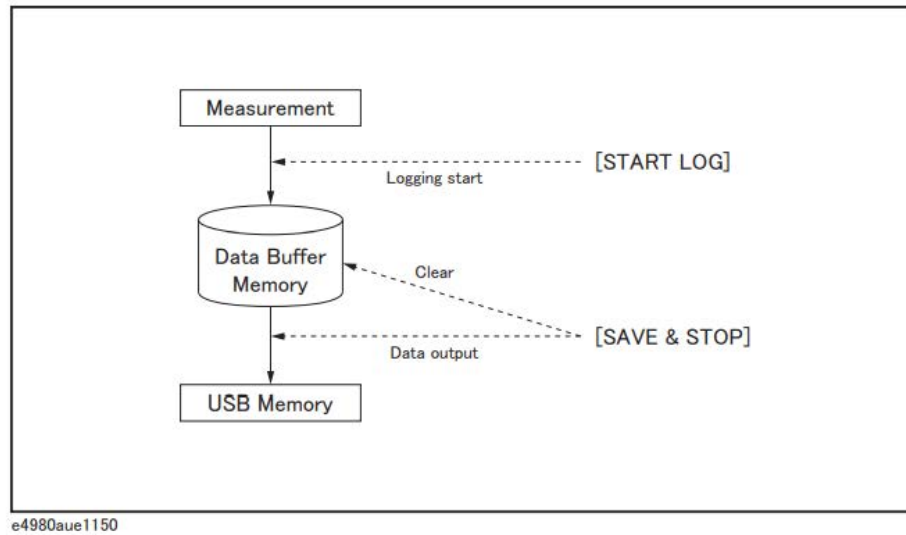 Measurement
[START LOG]
Logging start
Data Buffer
Memory
Clear
[SAVE & STOP]
Data output
USB Memory
e4980aue1150